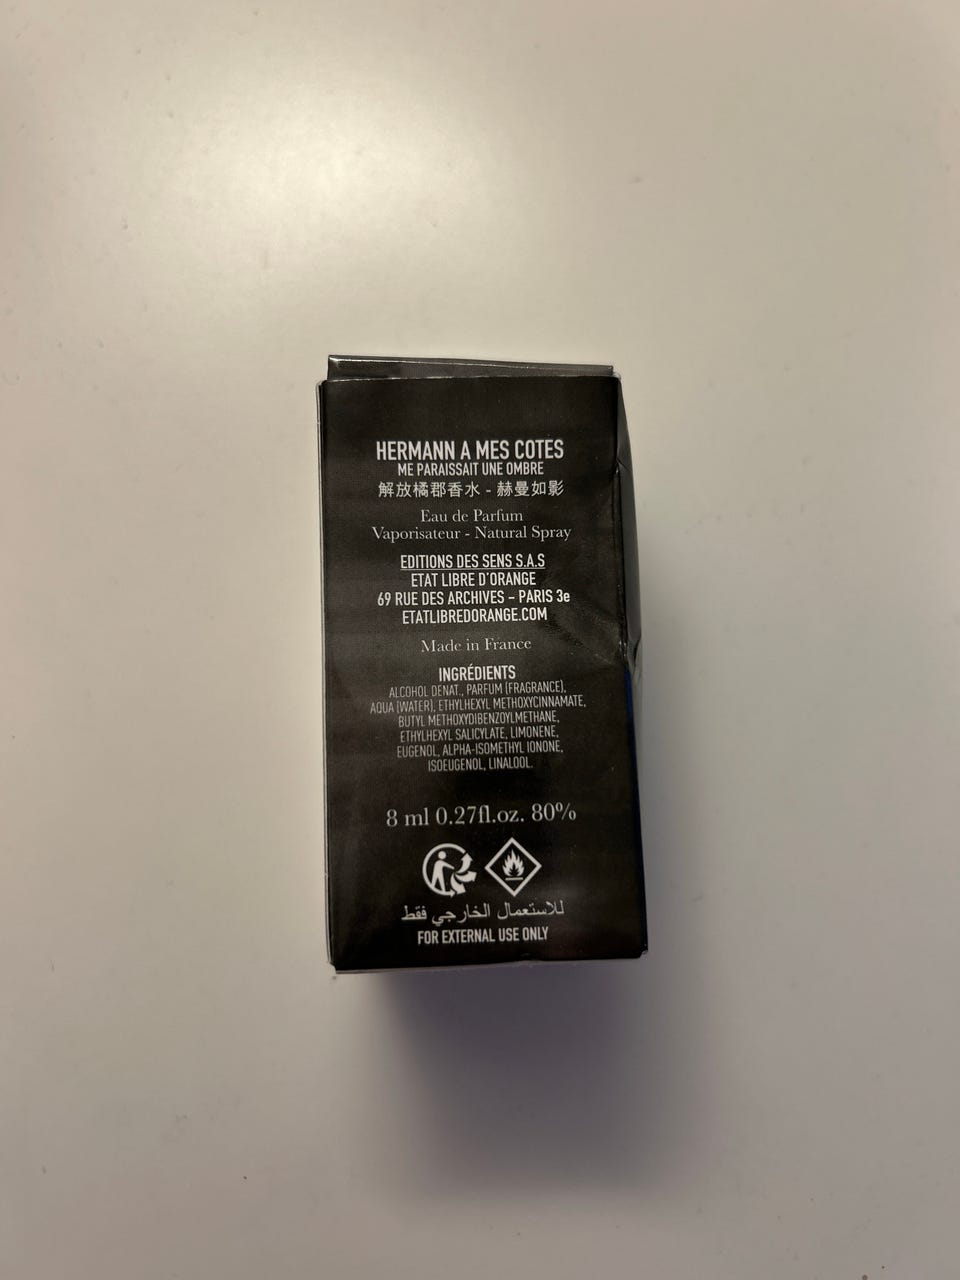 HERMANN A MES COTES
ME PARAISSAIT UNE OMBRE
解放橘郡香水 - 赫曼如影
Eau de Parfum
Vaporisateur - Natural Spray
EDITIONS DES SENS S.A.S
ETAT LIBRE D'ORANGE
69 RUE DES ARCHIVES – PARIS 3e
ETATLIBREDORANGE.COM
Made in France
INGRÉDIENTS
ALCOHOL DENAT., PARFUM (FRAGRANCE),
AQUA (WATER), ETHYLHEXYL METHOXYCINNAMATE,
BUTYL METHOXYDIBENZOYLMETHANE,
ETHYLHEXYL SALICYLATE, LIMONENE,
EUGENOL, ALPHA-ISOMETHYL IONONE,
ISOEUGENOL, LINALOOL.
8 ml 0.27fl.oz. 80%
للاستعمال الخارجي فقط
FOR EXTERNAL USE ONLY